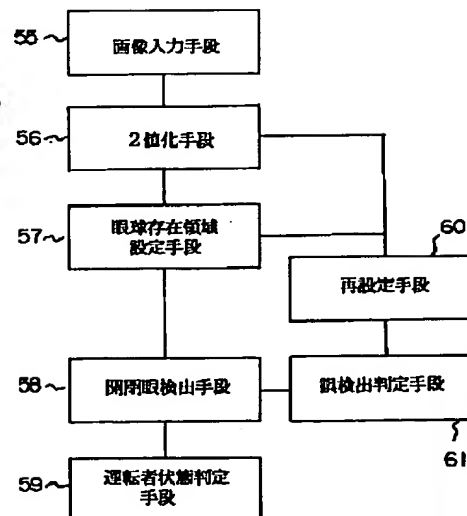 55
画像入力手段
56
2値化手段
57
眼球存在領域
設定手段
60
再設定手段
58
開閉眼検出手段
誤検出判定手段
61
59
運転者状態判定
手段